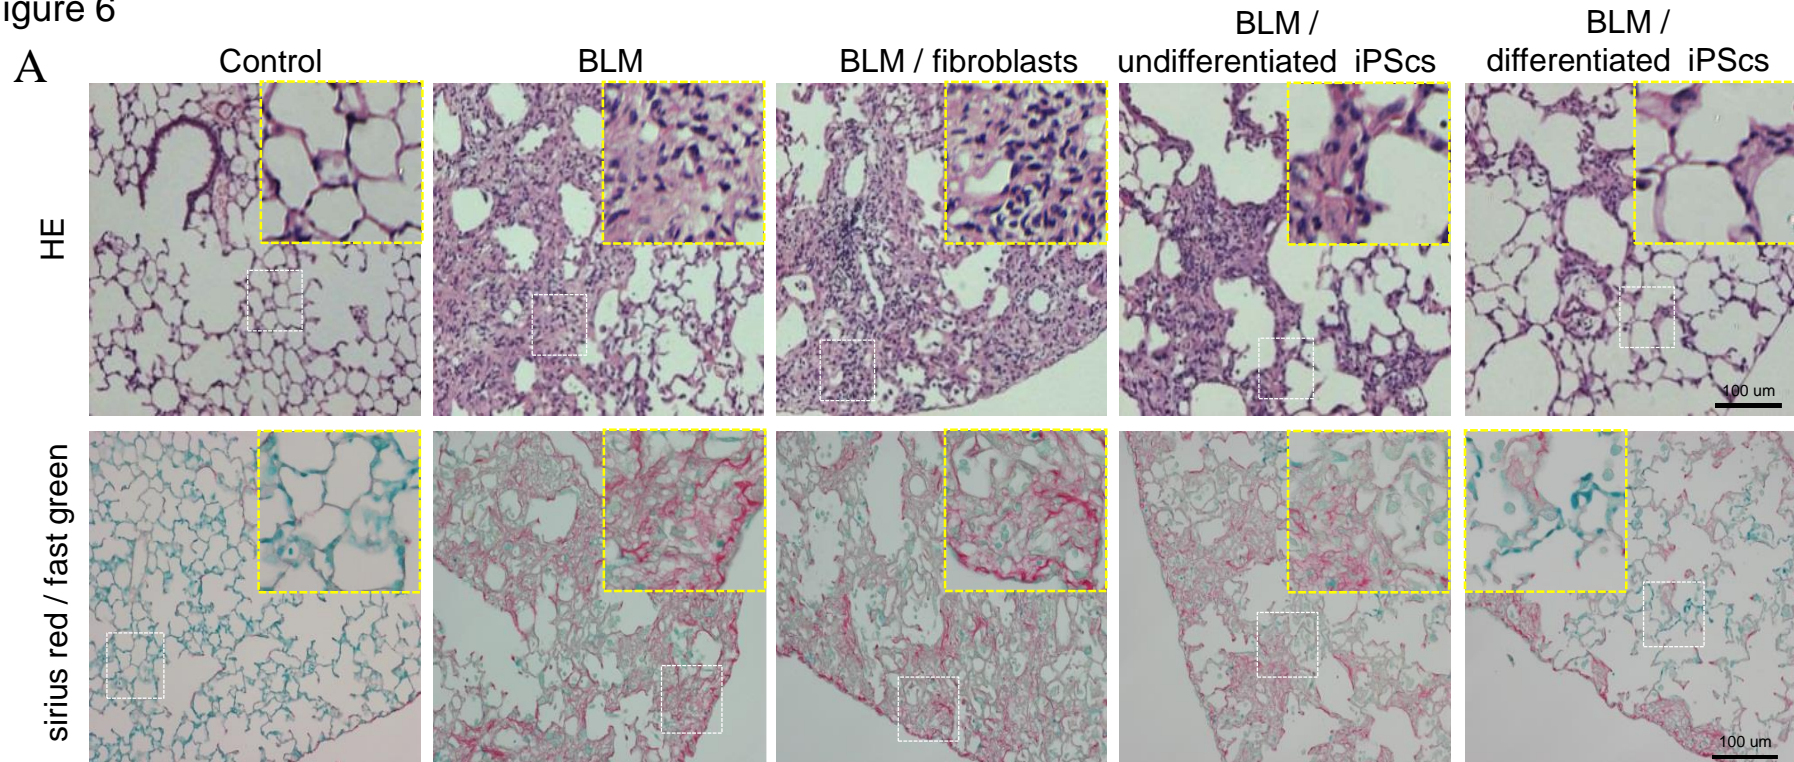 igure 6
A
Control
BLM
BLM / fibroblasts
BLM /
undifferentiated iPScs
BLM /
differentiated iPScs
HE
100 um
sirius red / fast green
100 um